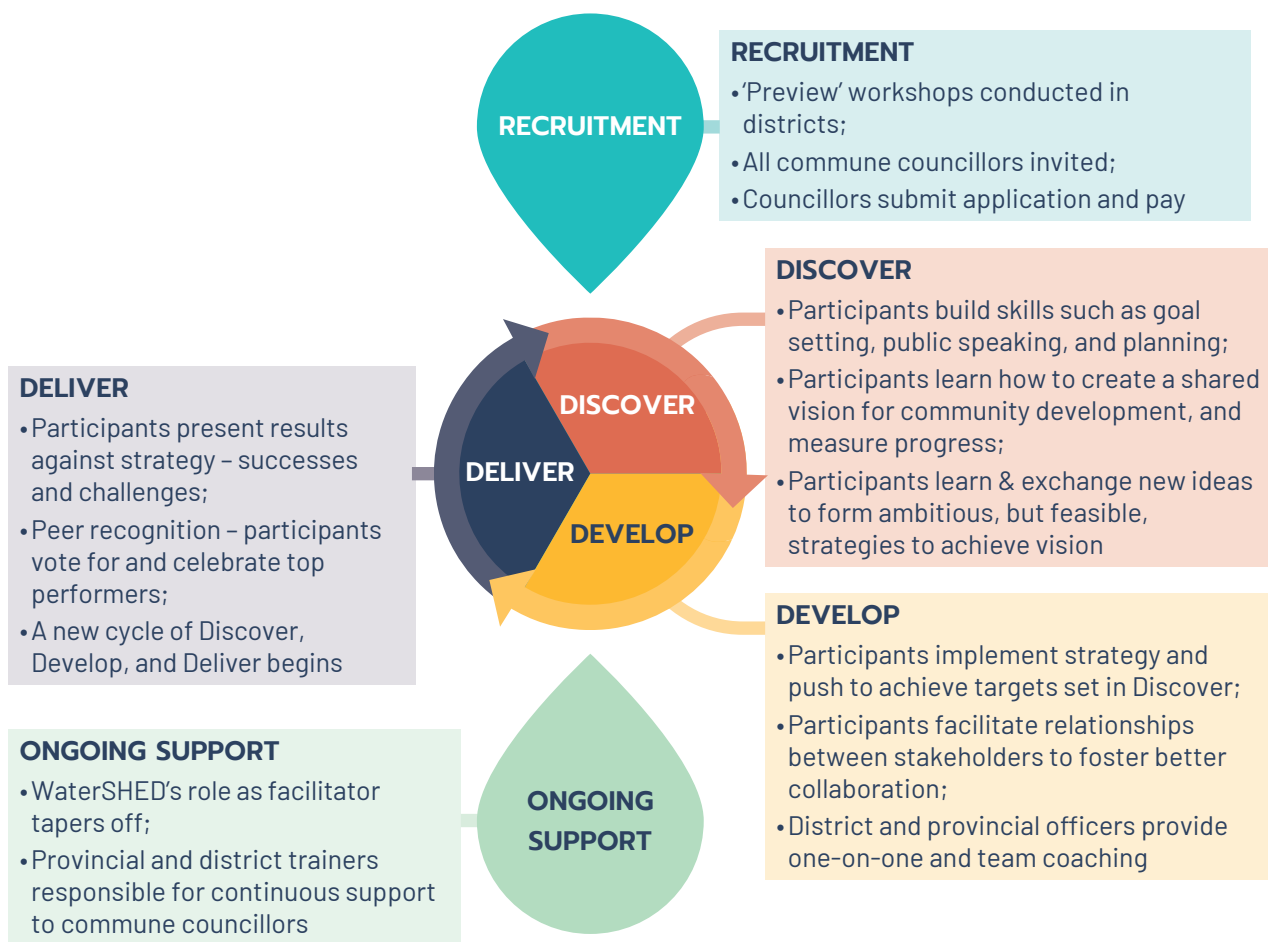 RECRUITMENT
RECRUITMENT
• ‘Preview’ workshops conducted in
districts;
• All commune councillors invited;
• Councillors submit application and pay
DISCOVER
DISCOVER
• Participants build skills such as goal
setting, public speaking, and planning;
• Participants learn how to create a shared
vision for community development, and
measure progress;
• Participants learn & exchange new ideas
to form ambitious, but feasible,
strategies to achieve vision
DEVELOP
DEVELOP
• Participants implement strategy and
push to achieve targets set in Discover;
• Participants facilitate relationships
between stakeholders to foster better
collaboration;
• District and provincial officers provide
one-on-one and team coaching
DELIVER
DELIVER
• Participants present results
against strategy – successes
and challenges;
• Peer recognition – participants
vote for and celebrate top
performers;
• A new cycle of Discover,
Develop, and Deliver begins
ONGOING
SUPPORT
ONGOING SUPPORT
• WaterSHED’s role as facilitator
tapers off;
• Provincial and district trainers
responsible for continuous support
to commune councillors